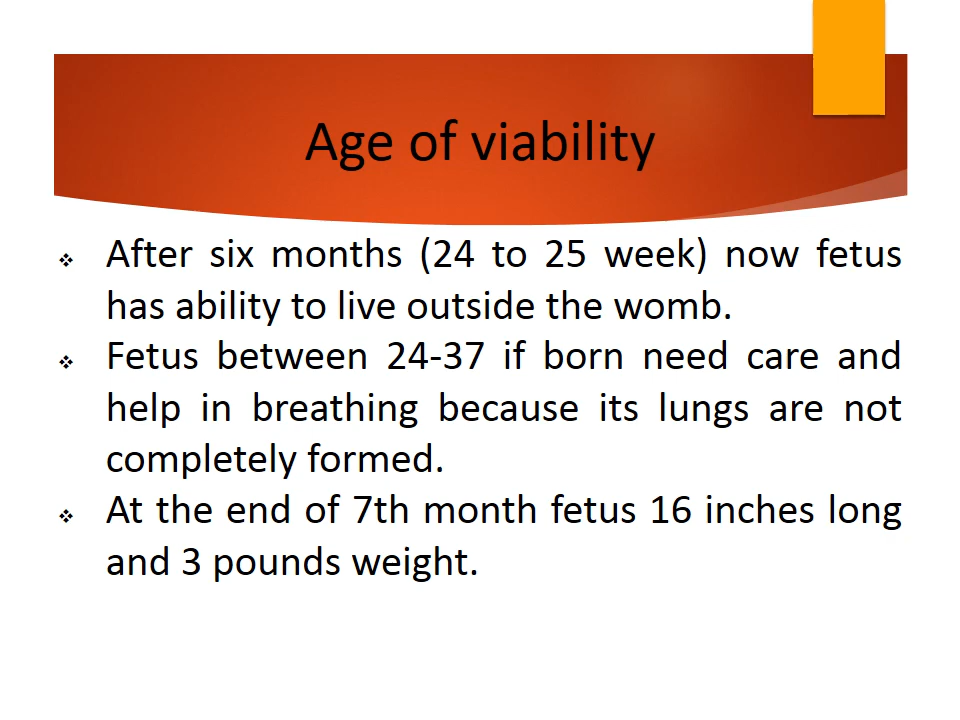 Age of viability
❖ After six months (24 to 25 week) now fetus
has ability to live outside the womb.
❖ Fetus between 24-37 if born need care and
help in breathing because its lungs are not
completely formed.
❖ At the end of 7th month fetus 16 inches long
and 3 pounds weight.